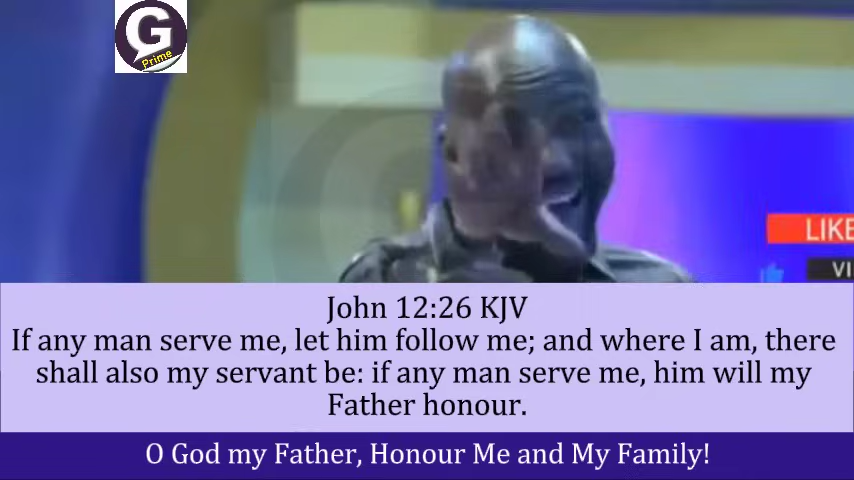 G
Prime
LIKE
VI
John 12:26 KJV
If any man serve me, let him follow me; and where I am, there
shall also my servant be: if any man serve me, him will my
Father honour.
O God my Father, Honour Me and My Family!